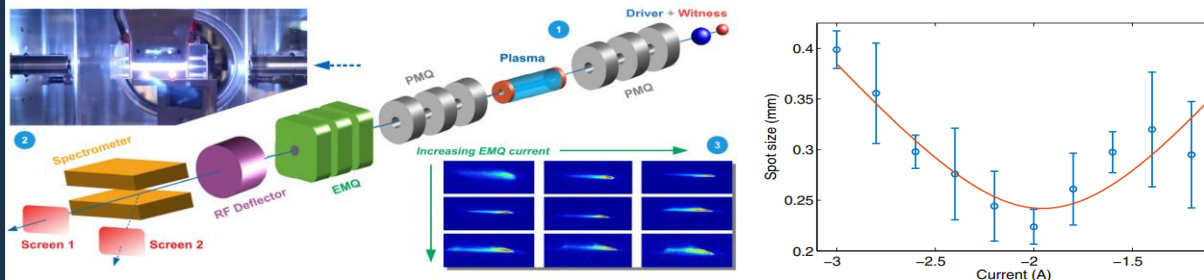 Driver + Witness
1
Plasma
PMQ
PMQ
2
Spectrometer
EMQ
RF Deflector
Screen 1
Screen 2
Increasing EMQ current
3
0.4
0.35
0.3
0.25
0.2
Spot size (mm)
-3
-2.5
-2
-1.5
Current (A)